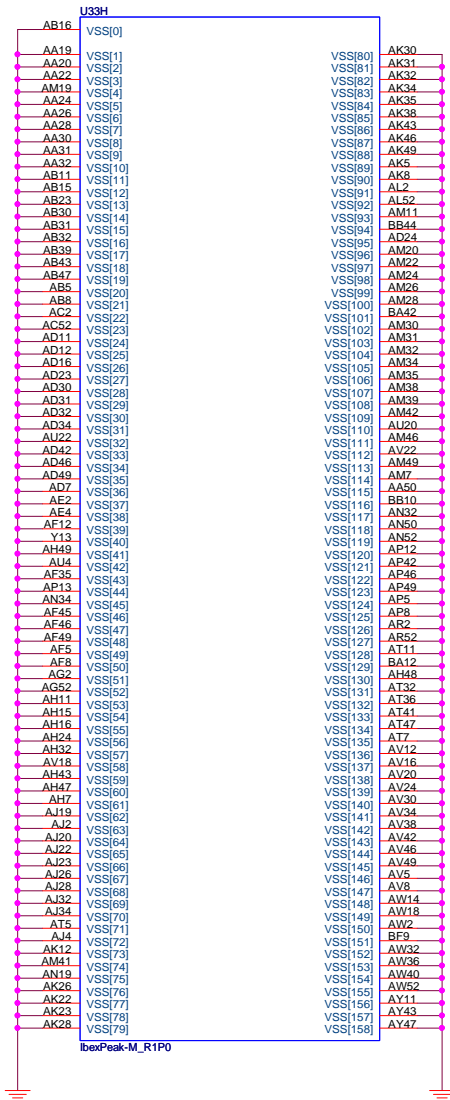 U33H
AB16 VSS[0]
AA19 VSS[1] VSS[80] AK30
AA20 VSS[2] VSS[81] AK31
AA22 VSS[3] VSS[82] AK32
AM19 VSS[4] VSS[83] AK34
AA24 VSS[5] VSS[84] AK35
AA26 VSS[6] VSS[85] AK38
AA28 VSS[7] VSS[86] AK43
AA30 VSS[8] VSS[87] AK46
AA31 VSS[9] VSS[88] AK49
AA32 VSS[10] VSS[89] AK5
AB11 VSS[11] VSS[90] AK8
AB15 VSS[12] VSS[91] AL2
AB23 VSS[13] VSS[92] AL52
AB30 VSS[14] VSS[93] AM11
AB31 VSS[15] VSS[94] BB44
AB32 VSS[16] VSS[95] AD24
AB39 VSS[17] VSS[96] AM20
AB43 VSS[18] VSS[97] AM22
AB47 VSS[19] VSS[98] AM24
AB5 VSS[20] VSS[99] AM26
AB8 VSS[21] VSS[100] AM28
AC2 VSS[22] VSS[101] BA42
AC52 VSS[23] VSS[102] AM30
AD11 VSS[24] VSS[103] AM31
AD12 VSS[25] VSS[104] AM32
AD16 VSS[26] VSS[105] AM34
AD23 VSS[27] VSS[106] AM35
AD30 VSS[28] VSS[107] AM38
AD31 VSS[29] VSS[108] AM39
AD32 VSS[30] VSS[109] AM42
AD34 VSS[31] VSS[110] AU20
AU22 VSS[32] VSS[111] AM46
AD42 VSS[33] VSS[112] AV22
AD46 VSS[34] VSS[113] AM49
AD49 VSS[35] VSS[114] AM7
AD7 VSS[36] VSS[115] AA50
AE2 VSS[37] VSS[116] BB10
AE4 VSS[38] VSS[117] AN32
AF12 VSS[39] VSS[118] AN50
Y13 VSS[40] VSS[119] AN52
AH49 VSS[41] VSS[120] AP12
AU4 VSS[42] VSS[121] AP42
AF35 VSS[43] VSS[122] AP46
AP13 VSS[44] VSS[123] AP49
AN34 VSS[45] VSS[124] AP5
AF45 VSS[46] VSS[125] AP8
AF46 VSS[47] VSS[126] AR2
AF49 VSS[48] VSS[127] AR52
AF5 VSS[49] VSS[128] AT11
AF8 VSS[50] VSS[129] BA12
AG2 VSS[51] VSS[130] AH48
AG52 VSS[52] VSS[131] AT32
AH11 VSS[53] VSS[132] AT36
AH15 VSS[54] VSS[133] AT41
AH16 VSS[55] VSS[134] AT47
AH24 VSS[56] VSS[135] AT7
AH32 VSS[57] VSS[136] AV12
AV18 VSS[58] VSS[137] AV16
AH43 VSS[59] VSS[138] AV20
AH47 VSS[60] VSS[139] AV24
AH7 VSS[61] VSS[140] AV30
AJ19 VSS[62] VSS[141] AV34
AJ2 VSS[63] VSS[142] AV38
AJ20 VSS[64] VSS[143] AV42
AJ22 VSS[65] VSS[144] AV46
AJ23 VSS[66] VSS[145] AV49
AJ26 VSS[67] VSS[146] AV5
AJ28 VSS[68] VSS[147] AV8
AJ32 VSS[69] VSS[148] AW14
AJ34 VSS[70] VSS[149] AW18
AT5 VSS[71] VSS[150] AW2
AJ4 VSS[72] VSS[151] BF9
AK12 VSS[73] VSS[152] AW32
AM41 VSS[74] VSS[153] AW36
AN19 VSS[75] VSS[154] AW40
AK26 VSS[76] VSS[155] AW52
AK22 VSS[77] VSS[156] AY11
AK23 VSS[78] VSS[157] AY43
AK28 VSS[79] VSS[158] AY47
IbexPeak-M_R1P0